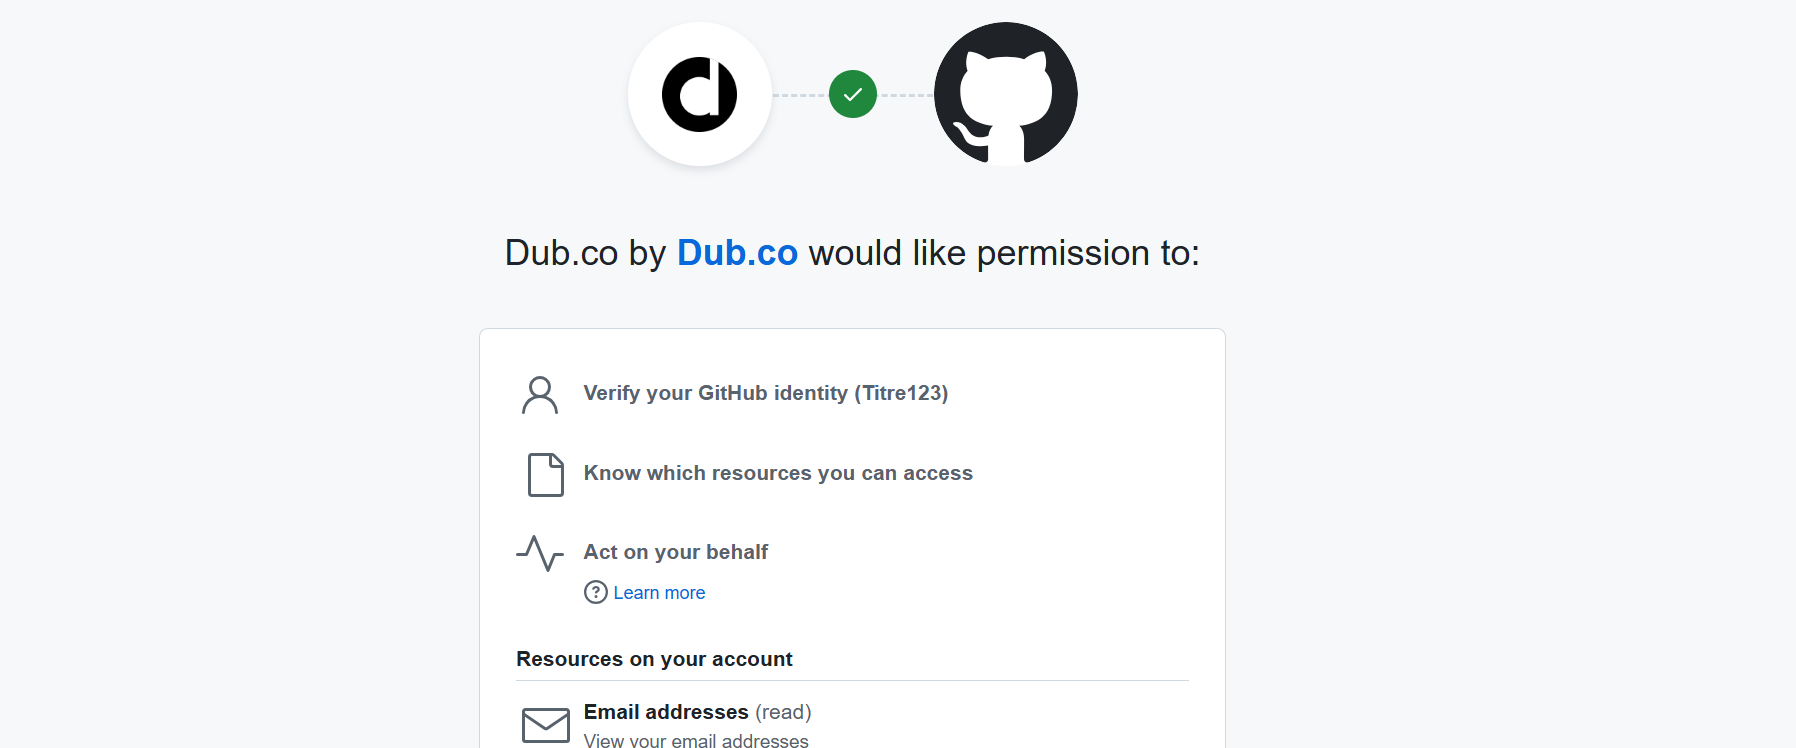 Dub.co by Dub.co would like permission to:
Verify your GitHub identity (Titre123)
Know which resources you can access
Act on your behalf
Learn more
Resources on your account
Email addresses (read)
View your email addresses